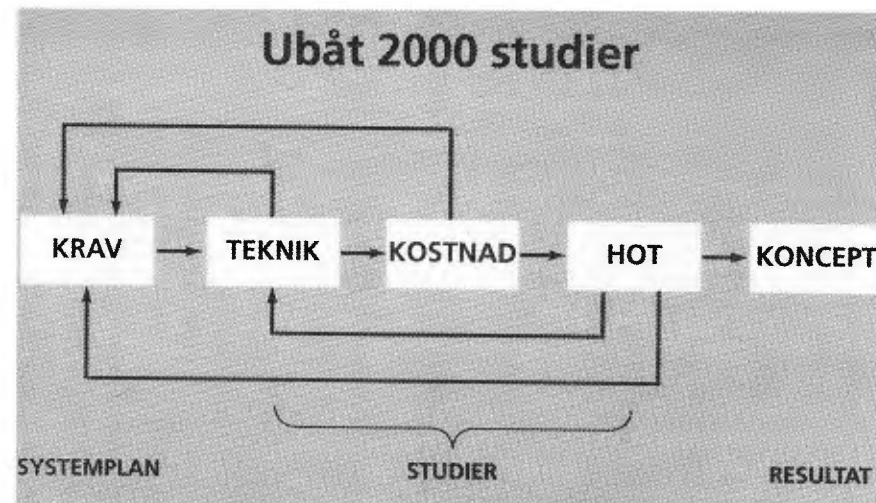 Ubåt 2000 studier
KRAV TEKNIK KOSTNAD HOT KONCEPT
SYSTEMPLAN STUDIER RESULTAT